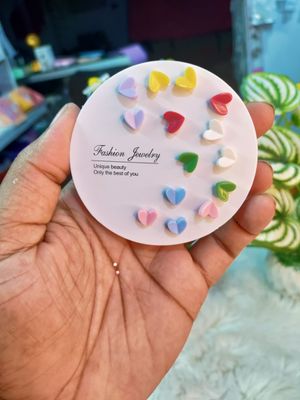 Fashion Jewelry
Unique beauty
Only the best of you